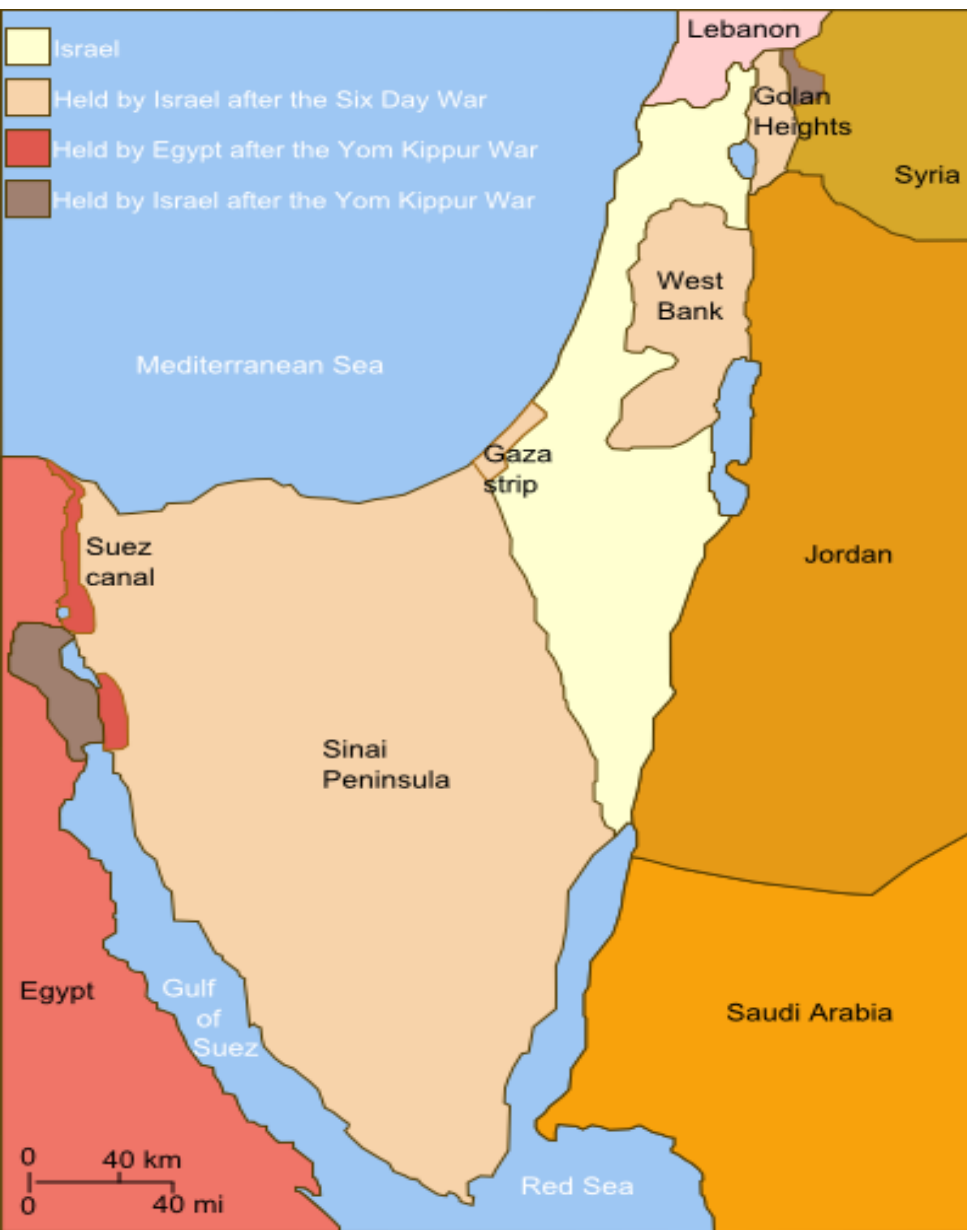 Israel
Held by Israel after the Six Day War
Held by Egypt after the Yom Kippur War
Held by Israel after the Yom Kippur War
Lebanon
Golan
Heights
Syria
West
Bank
Mediterranean Sea
Gaza
strip
Suez
canal
Jordan
Sinai
Peninsula
Egypt
Gulf
of
Suez
Saudi Arabia
Red Sea
0 40 km
0 40 mi